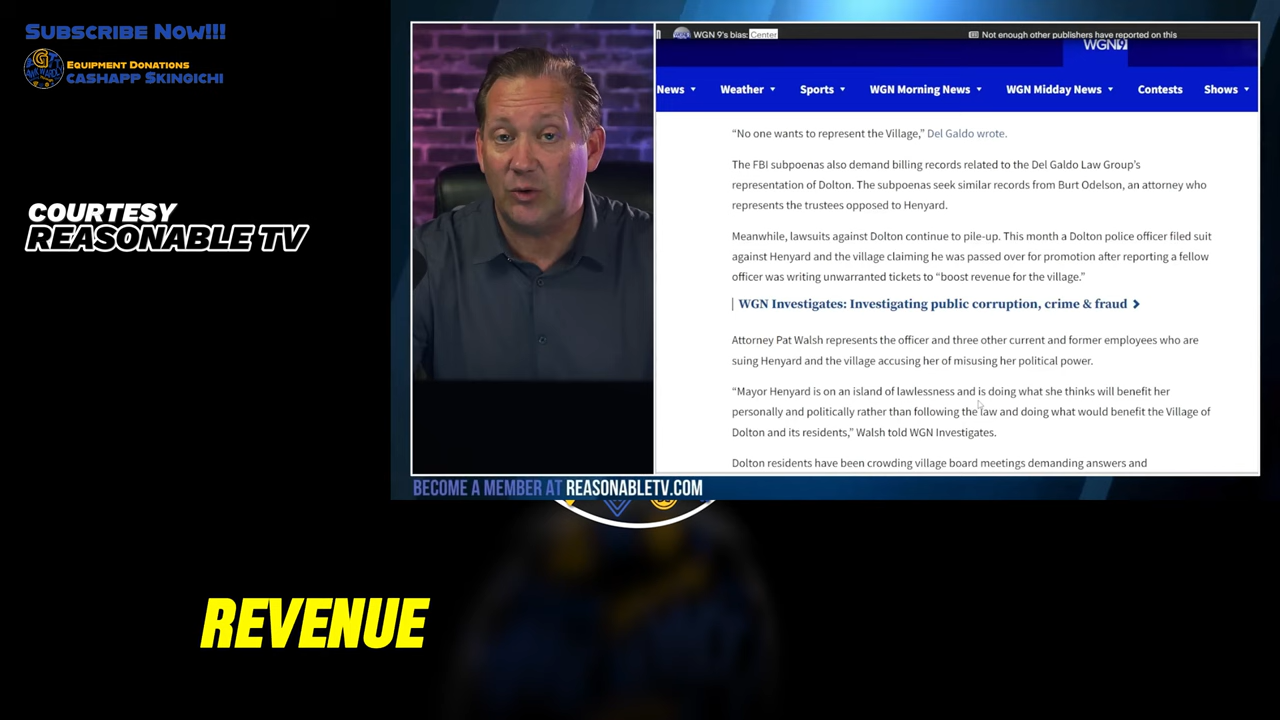 Subscribe Now!!!
Equipment Donations
CASHAPP SKINOICHI
COURTESY
REASONABLE TV
WGN 9's bias: Center
Not enough other publishers have reported on this
WGN9
News
Weather
Sports
WGN Morning News
WGN Midday News
Contests
Shows
“No one wants to represent the Village,” Del Galdo wrote.
The FBI subpoenas also demand billing records related to the Del Galdo Law Group's
representation of Dolton. The subpoenas seek similar records from Burt Odelson, an attorney who
represents the trustees opposed to Henyard.
Meanwhile, lawsuits against Dolton continue to pile-up. This month a Dolton police officer filed suit
against Henyard and the village claiming he was passed over for promotion after reporting a fellow
officer was writing unwarranted tickets to “boost revenue for the village.”
WGN Investigates: Investigating public corruption, crime & fraud
Attorney Pat Walsh represents the officer and three other current and former employees who are
suing Henyard and the village accusing her of misusing her political power.
“Mayor Henyard is on an island of lawlessness and is doing what she thinks will benefit her
personally and politically rather than following the law and doing what would benefit the Village of
Dolton and its residents,” Walsh told WGN Investigates.
Dolton residents have been crowding village board meetings demanding answers and
BECOME A MEMBER AT REASONABLETV.COM
REVENUE